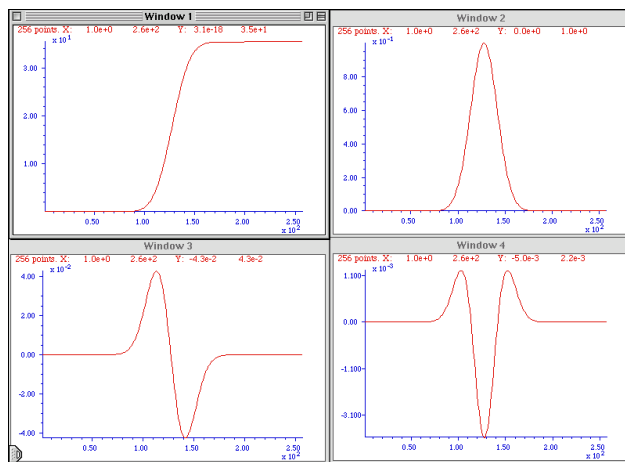 Window 1
256 points. X: 1.0e+0 2.6e+2 Y: 3.1e-18 3.5e+1
x 10^1
3.00
2.00
1.00
0.00
0.50 1.00 1.50 2.00 2.50
x 10^2
Window 2
256 points. X: 1.0e+0 2.6e+2 Y: 0.0e+0 1.0e+0
x 10^-1
8.00
6.00
4.00
2.00
0.00
0.50 1.00 1.50 2.00 2.50
x 10^2
Window 3
256 points. X: 1.0e+0 2.6e+2 Y: -4.3e-2 4.3e-2
x 10^-2
4.00
2.00
0.00
-2.00
-4.00
0.50 1.00 1.50 2.00 2.50
x 10^2
Window 4
256 points. X: 1.0e+0 2.6e+2 Y: -5.0e-3 2.2e-3
x 10^-3
1.100
0.00
-1.100
-3.100
0.50 1.00 1.50 2.00 2.50
x 10^2